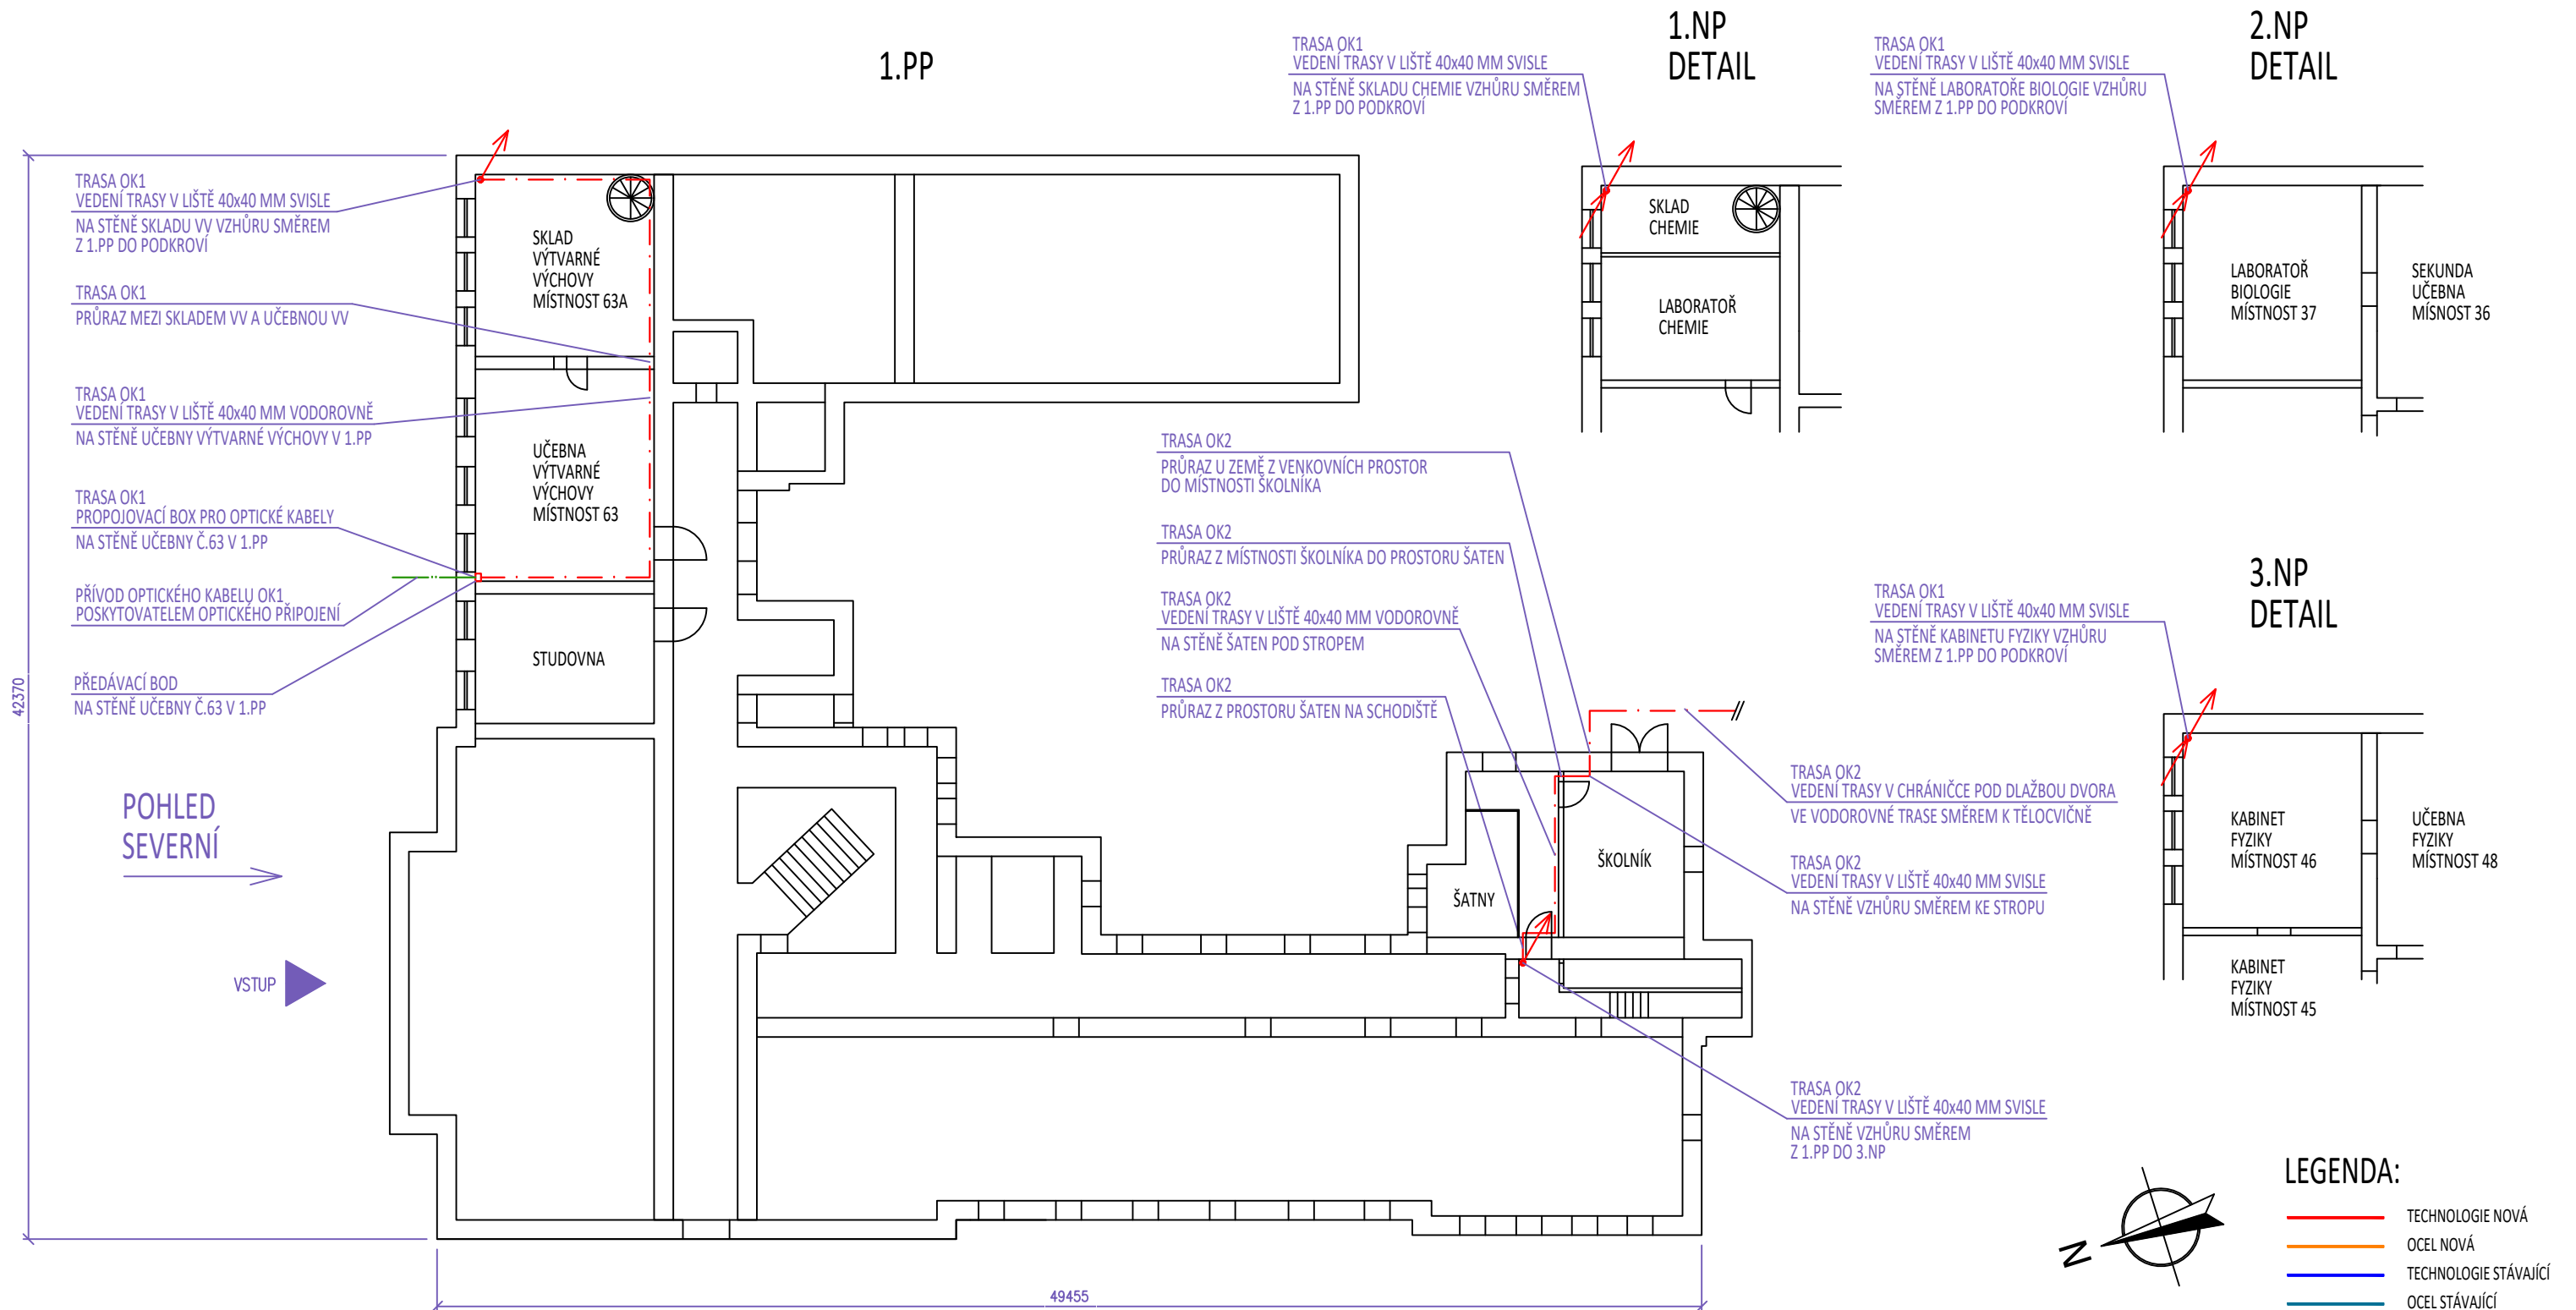 1.PP
1.NP
DETAIL
2.NP
DETAIL
TRASA OK1
VEDENÍ TRASY V LIŠTĚ 40x40 MM SVISLE
NA STĚNĚ SKLADU CHEMIE VZHŮRU SMĚREM
Z 1.PP DO PODKROVÍ
TRASA OK1
VEDENÍ TRASY V LIŠTĚ 40x40 MM SVISLE
NA STĚNĚ LABORATOŘE BIOLOGIE VZHŮRU
SMĚREM Z 1.PP DO PODKROVÍ
TRASA OK1
VEDENÍ TRASY V LIŠTĚ 40x40 MM SVISLE
NA STĚNĚ SKLADU VV VZHŮRU SMĚREM
Z 1.PP DO PODKROVÍ
TRASA OK1
PRŮRAZ MEZI SKLADEM VV A UČEBNOU VV
TRASA OK1
VEDENÍ TRASY V LIŠTĚ 40x40 MM VODOROVNĚ
NA STĚNĚ UČEBNY VÝTVARNÉ VÝCHOVY V 1.PP
TRASA OK1
PROPOJOVACÍ BOX PRO OPTICKÉ KABELY
NA STĚNĚ UČEBNY Č.63 V 1.PP
PŘÍVOD OPTICKÉHO KABELU OK1
POSKYTOVATELEM OPTICKÉHO PŘIPOJENÍ
PŘEDÁVACÍ BOD
NA STĚNĚ UČEBNY Č.63 V 1.PP
42370
POHLED
SEVERNÍ
VSTUP
SKLAD
VÝTVARNÉ
VÝCHOVY
MÍSTNOST 63A
UČEBNA
VÝTVARNÉ
VÝCHOVY
MÍSTNOST 63
STUDOVNA
TRASA OK2
PRŮRAZ U ZEMĚ Z VENKOVNÍCH PROSTOR
DO MÍSTNOSTI ŠKOLNÍKA
TRASA OK2
PRŮRAZ Z MÍSTNOSTI ŠKOLNÍKA DO PROSTORU ŠATEN
TRASA OK2
VEDENÍ TRASY V LIŠTĚ 40x40 MM VODOROVNĚ
NA STĚNĚ ŠATEN POD STROPEM
TRASA OK2
PRŮRAZ Z PROSTORU ŠATEN NA SCHODIŠTĚ
ŠATNY
ŠKOLNÍK
SKLAD
CHEMIE
LABORATOŘ
CHEMIE
LABORATOŘ
BIOLOGIE
MÍSTNOST 37
SEKUNDA
UČEBNA
MÍSNOST 36
3.NP
DETAIL
TRASA OK1
VEDENÍ TRASY V LIŠTĚ 40x40 MM SVISLE
NA STĚNĚ KABINETU FYZIKY VZHŮRU
SMĚREM Z 1.PP DO PODKROVÍ
TRASA OK2
VEDENÍ TRASY V CHRÁNIČCE POD DLAŽBOU DVORA
VE VODOROVNÉ TRASE SMĚREM K TĚLOCVIČNĚ
TRASA OK2
VEDENÍ TRASY V LIŠTĚ 40x40 MM SVISLE
NA STĚNĚ VZHŮRU SMĚREM KE STROPU
TRASA OK2
VEDENÍ TRASY V LIŠTĚ 40x40 MM SVISLE
NA STĚNĚ VZHŮRU SMĚREM
Z 1.PP DO 3.NP
KABINET
FYZIKY
MÍSTNOST 46
UČEBNA
FYZIKY
MÍSTNOST 48
KABINET
FYZIKY
MÍSTNOST 45
49455
N
LEGENDA:
TECHNOLOGIE NOVÁ
OCEL NOVÁ
TECHNOLOGIE STÁVAJÍCÍ
OCEL STÁVAJÍCÍ